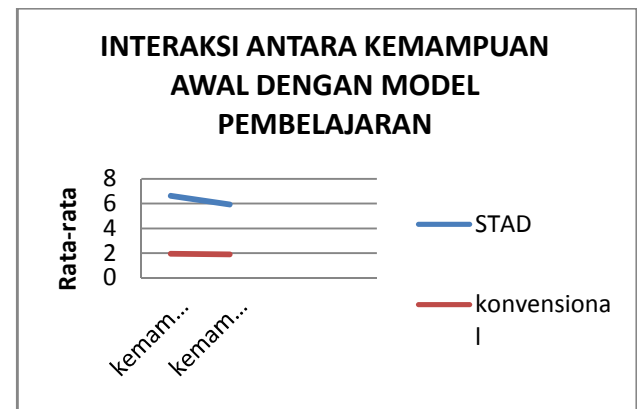 INTERAKSI ANTARA KEMAMPUAN
AWAL DENGAN MODEL
PEMBELAJARAN
Rata-rata
8
6
4
2
0
kemam...
kemam...
STAD
konvensiona
l